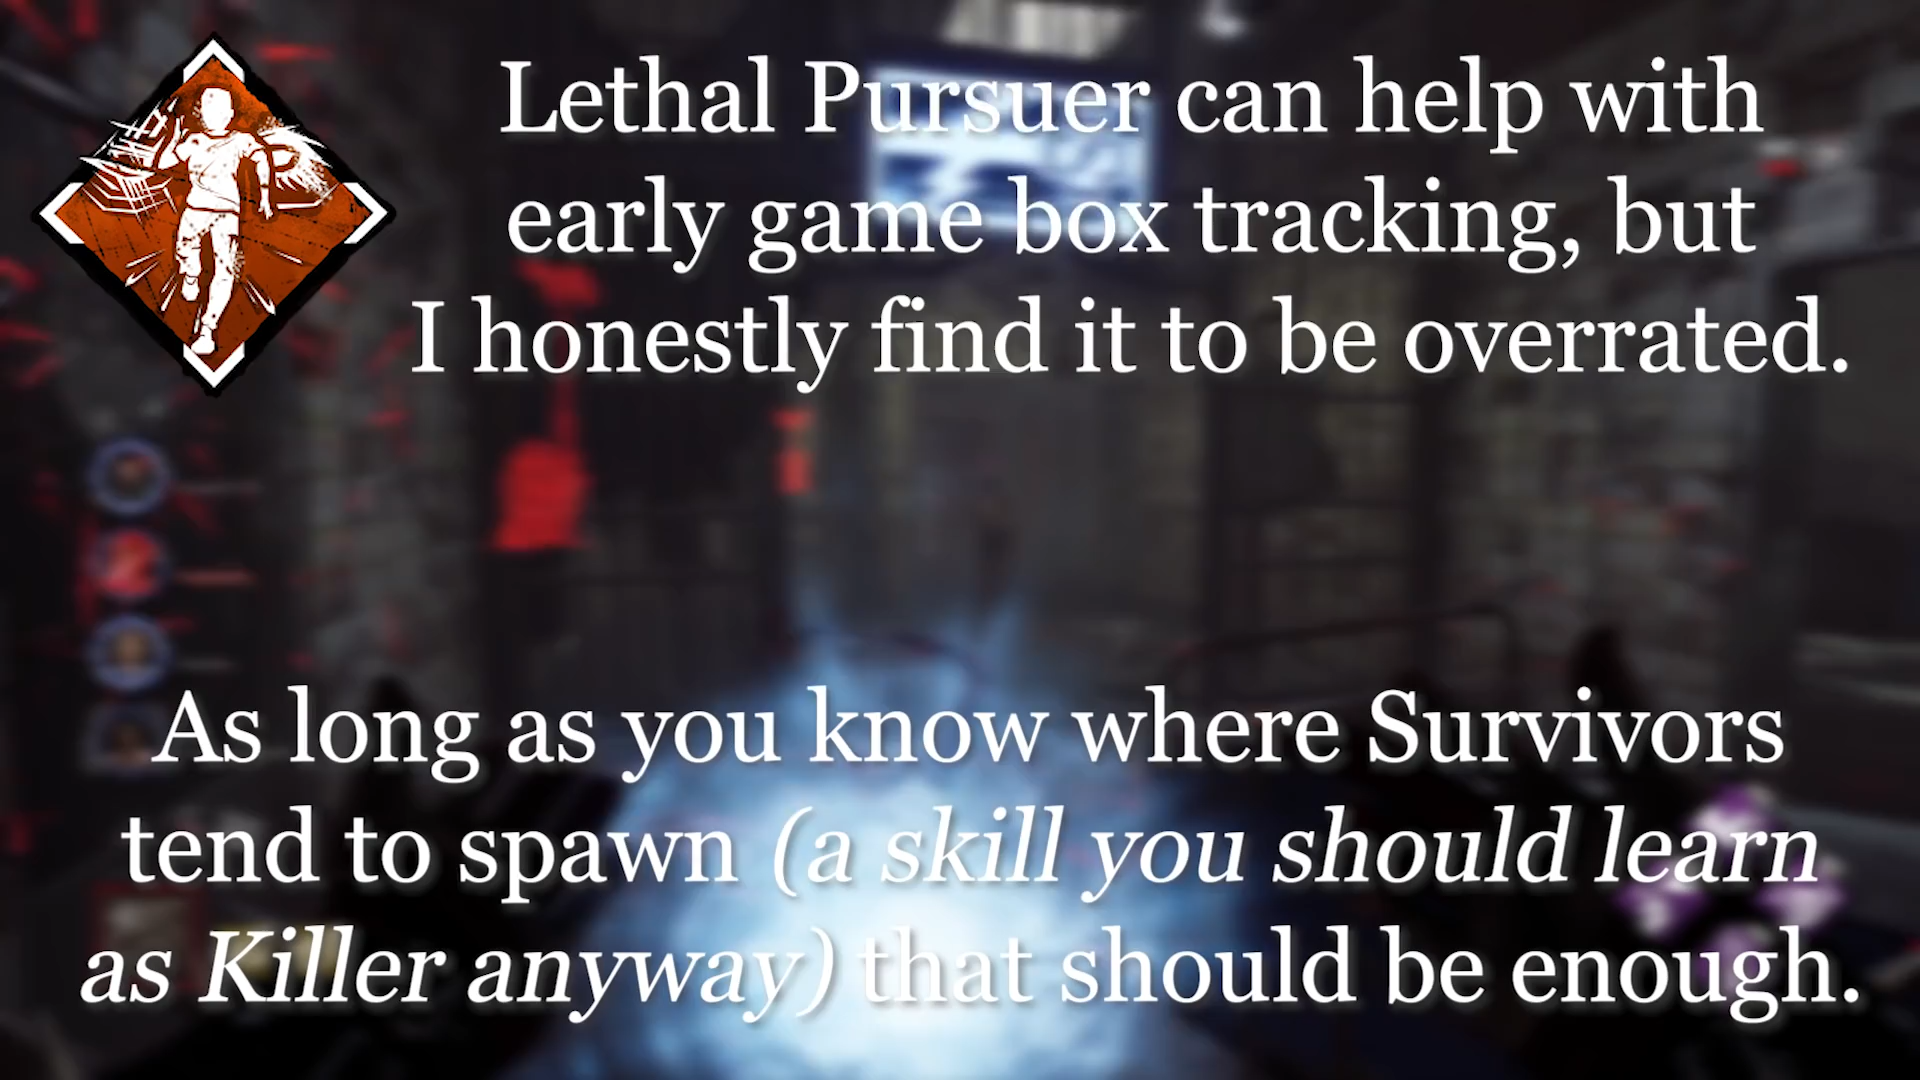 Lethal Pursuer can help with
early game box tracking, but
I honestly find it to be overrated.
As long as you know where Survivors
tend to spawn (a skill you should learn
as Killer anyway) that should be enough.